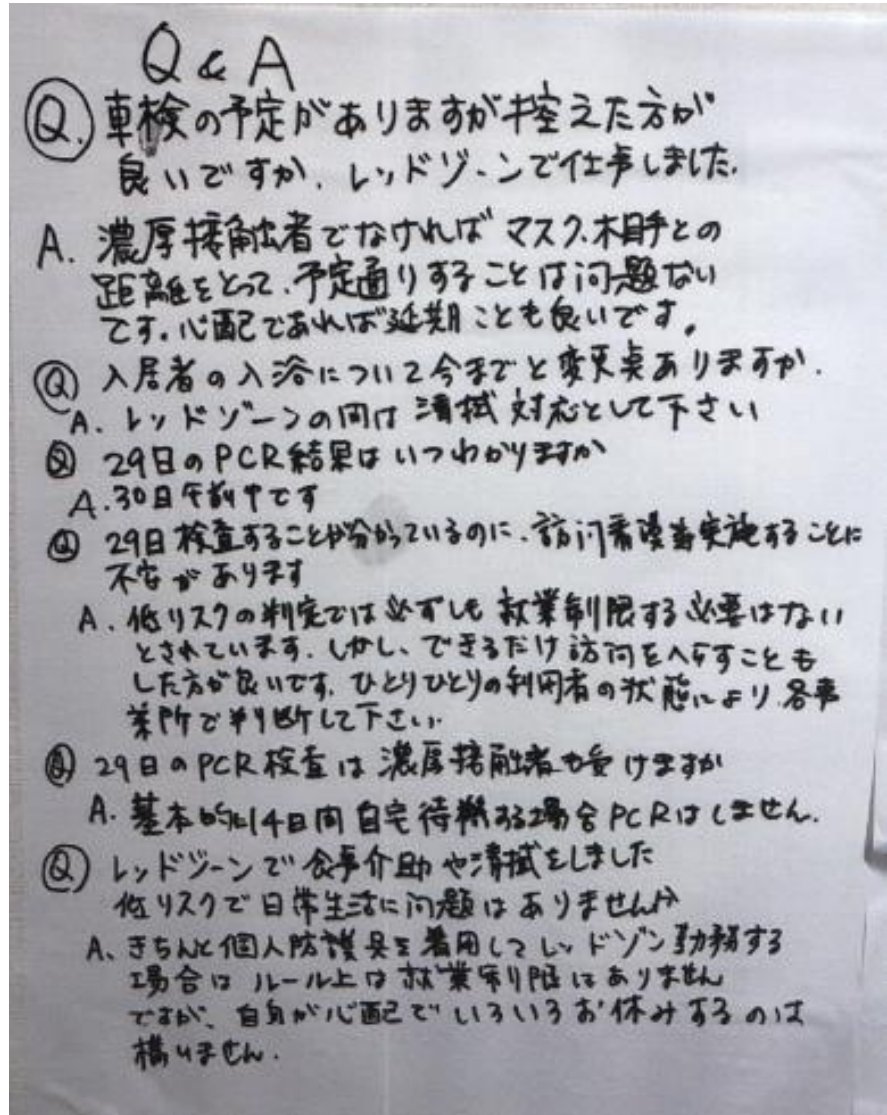 Q & A
Q. 車検の予定がありますが控えた方が
良いですか、レッドゾーンで仕事しました.
A. 濃厚接触者でなければ マスク.相手との
距離をとって、予定通りすることは问題ない
です。心配であれば延期ことも良いです。
Q 入居者の入浴について今までと変更点ありますか.
A. レッドゾーンの間は 清拭 対応として下さい
Q 29日のPCR結果はいつわかりますか
A. 30日午前中です
Q 29日検査することが分かっているのに、訪问看護等実施することに
不安があります
A. 低リスクの判定では必ずしも 就業制限する必要はない
とされています. しかし、できるだけ訪问をへらすことも
した方が良いです. ひとりひとりの利用者の状態により、各事
業所で判断して下さい.
Q 29日のPCR検査は 濃厚接触者も受けますか
A. 基本的に14日間 自宅待機する場合PCRはしません.
Q レッドゾーンで食事介助や清拭をしました
低リスクで日常生活に问題はありませんか
A、きちんと個人防護具を着用してレッドゾン勤務する
場合は ルール上は就業制限はありません
ですが、自身が心配でいろいろお休みするのは
構いません.